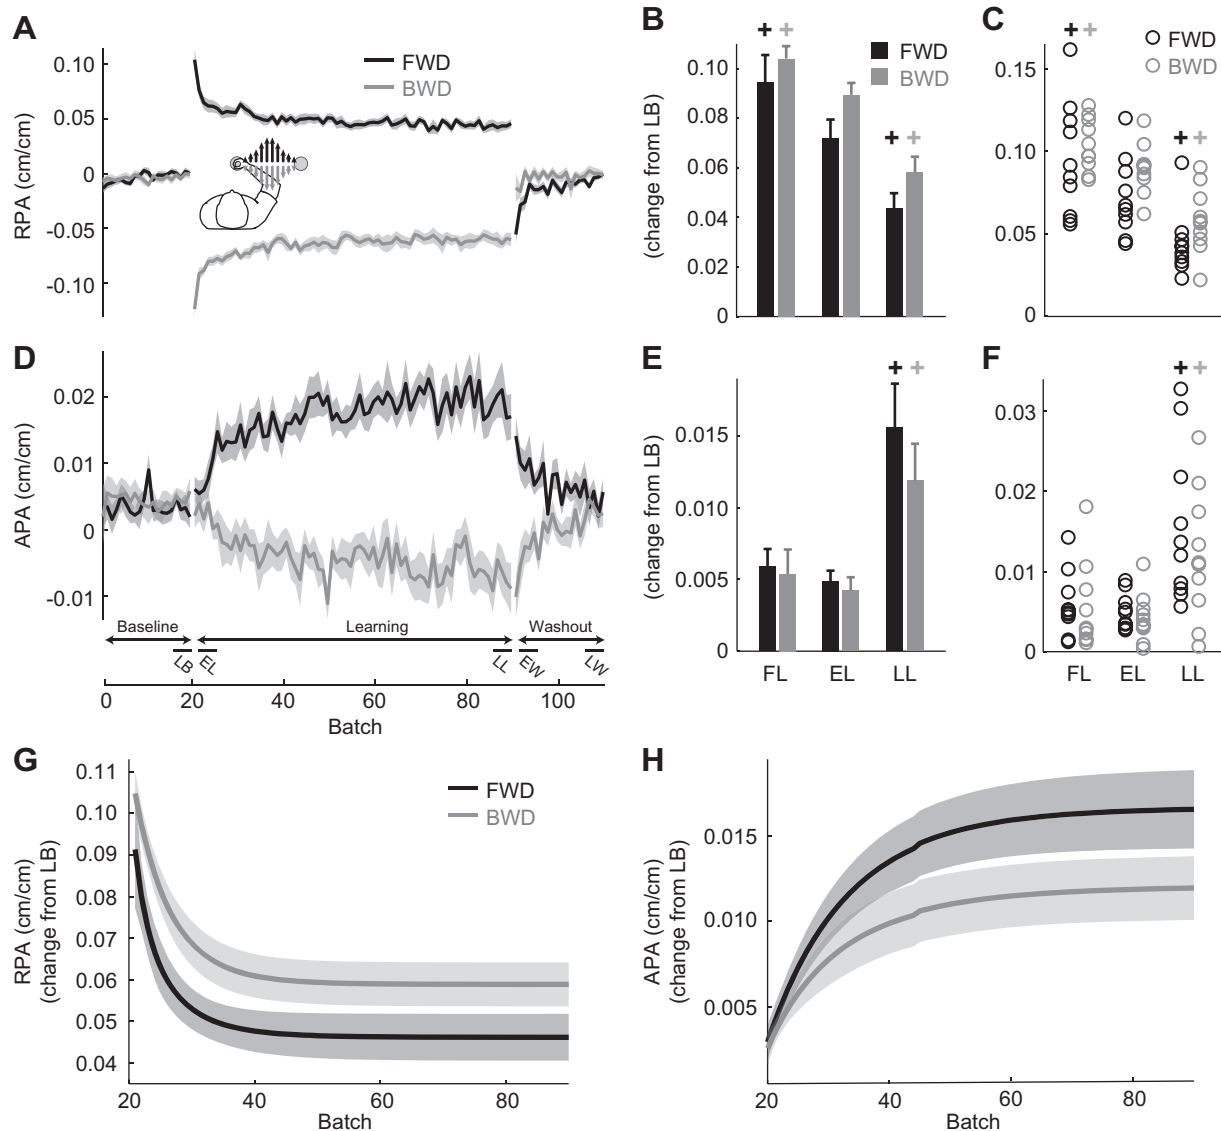 A
RPA (cm/cm)
0.10
0.05
0
-0.05
-0.10
FWD
BWD
B
(change from LB)
0.10
0.08
0.06
0.04
0.02
0
+ +
+ +
FWD
BWD
C
0.15
0.10
0.05
0
+ +
+ +
FWD
BWD
D
APA (cm/cm)
0.02
0.01
0
-0.01
Baseline
Learning
Washout
LB
EL
LL
EW
LW
0 20 40 60 80 100
Batch
E
(change from LB)
0.015
0.010
0.005
0
+ +
FL EL LL
F
0.03
0.02
0.01
0
+ +
FL EL LL
G
RPA (cm/cm)
(change from LB)
0.11
0.10
0.09
0.08
0.07
0.06
0.05
0.04
FWD
BWD
20 40 60 80
Batch
H
APA (cm/cm)
(change from LB)
0.015
0.010
0.005
20 40 60 80
Batch